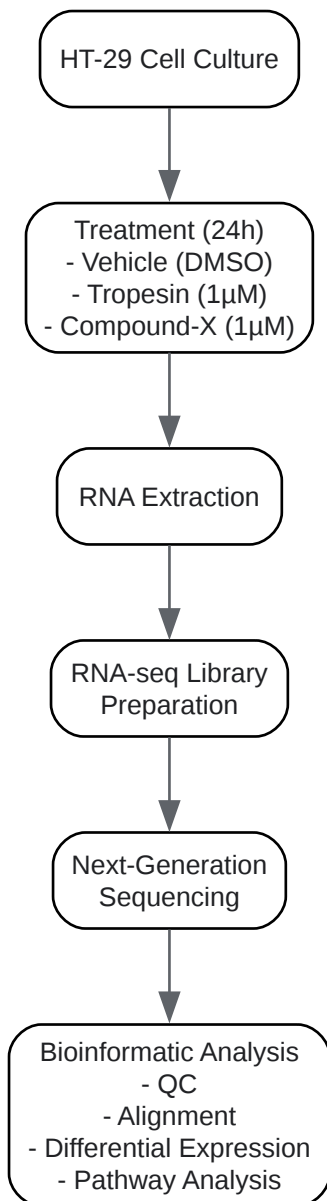 HT-29 Cell Culture
Treatment (24h)
- Vehicle (DMSO)
- Tropesin (1μM)
- Compound-X (1μM)
RNA Extraction
RNA-seq Library
Preparation
Next-Generation
Sequencing
Bioinformatic Analysis
- QC
- Alignment
- Differential Expression
- Pathway Analysis